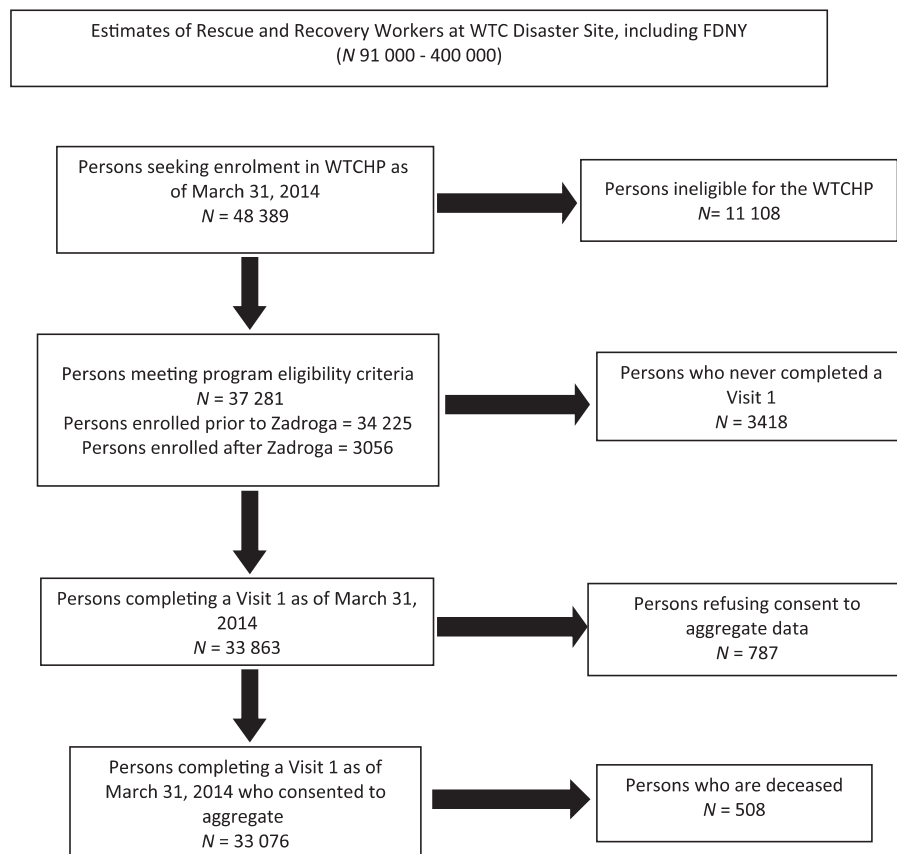 Estimates of Rescue and Recovery Workers at WTC Disaster Site, including FDNY
(N 91 000 - 400 000)
Persons seeking enrolment in WTCHP as
of March 31, 2014
N = 48 389
Persons ineligible for the WTCHP
N= 11 108
Persons meeting program eligibility criteria
N = 37 281
Persons enrolled prior to Zadroga = 34 225
Persons enrolled after Zadroga = 3056
Persons who never completed a
Visit 1
N = 3418
Persons completing a Visit 1 as of March 31,
2014
N = 33 863
Persons refusing consent to
aggregate data
N = 787
Persons completing a Visit 1 as of
March 31, 2014 who consented to
aggregate
N = 33 076
Persons who are deceased
N = 508